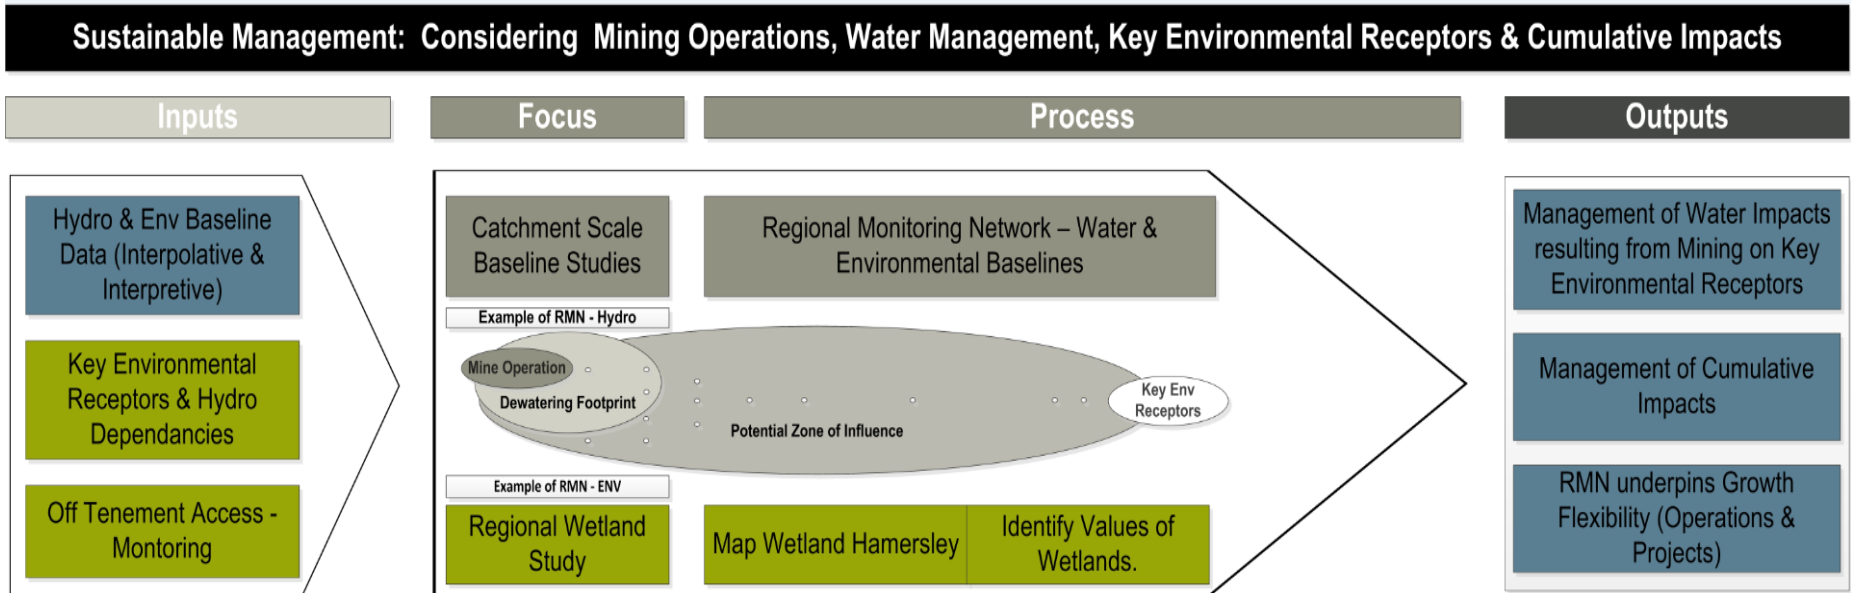 Sustainable Management: Considering Mining Operations, Water Management, Key Environmental Receptors & Cumulative Impacts
Inputs
Focus
Process
Outputs
Hydro & Env Baseline
Data (Interpolative &
Interpretive)
Key Environmental
Receptors & Hydro
Dependancies
Off Tenement Access -
Montoring
Catchment Scale
Baseline Studies
Regional Monitoring Network – Water &
Environmental Baselines
Example of RMN - Hydro
Mine Operation
Dewatering Footprint
Potential Zone of Influence
Key Env
Receptors
Example of RMN - ENV
Regional Wetland
Study
Map Wetland Hamersley
Identify Values of
Wetlands.
Management of Water Impacts
resulting from Mining on Key
Environmental Receptors
Management of Cumulative
Impacts
RMN underpins Growth
Flexibility (Operations &
Projects)